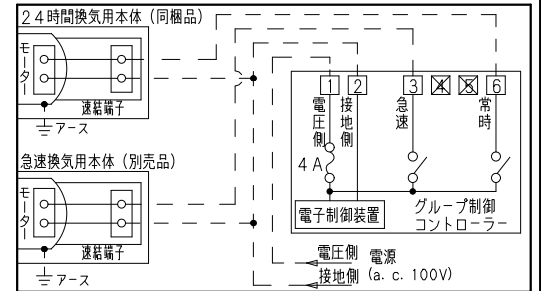 24時間換気用本体(同梱品)
モーター
速結端子
アース
急速換気用本体(別売品)
モーター
速結端子
アース
1 2 3 4 5 6
電圧側
接地側
急速
常時
4A
電子制御装置
グループ制御
コントローラー
電圧側 電源
接地側 (a.c.100V)